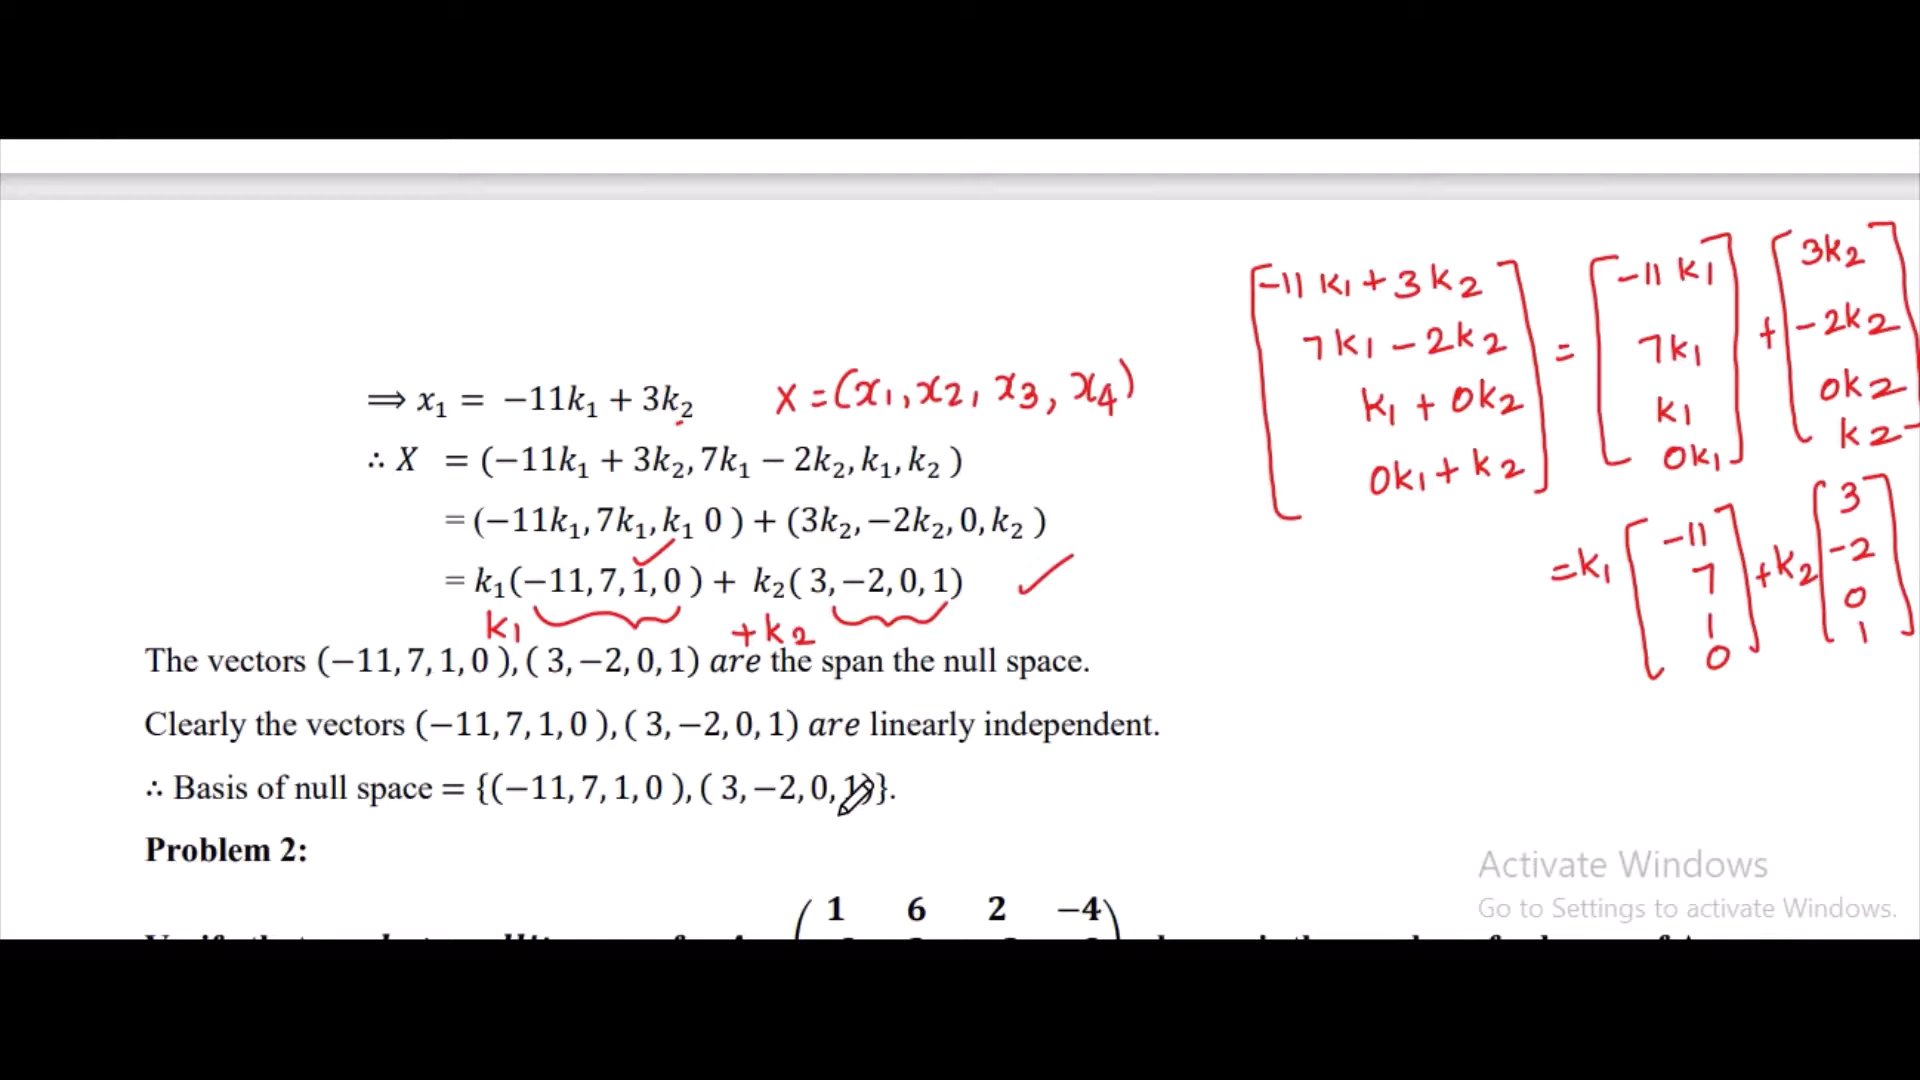 ⟹ x₁ = −11k₁ + 3k₂ X = (x₁, x₂, x₃, x₄)
∴ X = (−11k₁ + 3k₂, 7k₁ − 2k₂, k₁, k₂ )
= (−11k₁, 7k₁, k₁ 0 ) + (3k₂, −2k₂, 0, k₂ )
= k₁(−11, 7, 1, 0 ) + k₂( 3, −2, 0, 1)
k₁ +k₂
The vectors (−11, 7, 1, 0 ), ( 3, −2, 0, 1) are the span the null space.
Clearly the vectors (−11, 7, 1, 0 ), ( 3, −2, 0, 1) are linearly independent.
∴ Basis of null space = {(−11, 7, 1, 0 ), ( 3, −2, 0, 1)}.
Problem 2:
1 6 2 −4
-11 k₁ + 3k₂ = -11 k₁ + 3k₂
7k₁ − 2k₂ 7k₁ -2k₂
k₁ + 0k₂ k₁ 0k₂
0k₁ + k₂ 0k₁ k₂
= k₁ -11 + k₂ 3
7 -2
1 0
0 1
Activate Windows
Go to Settings to activate Windows.